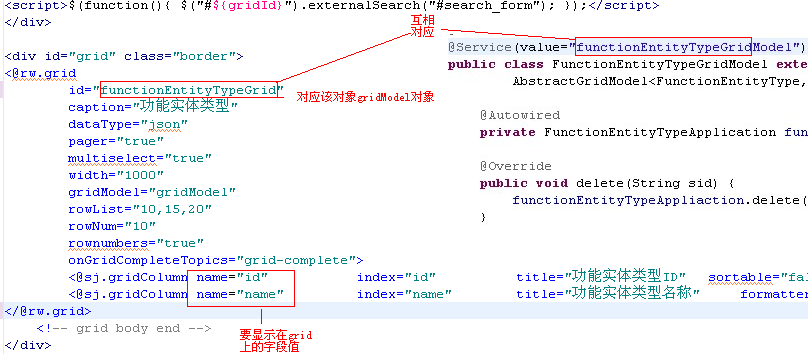 <script>$(function(){ $("#${gridId}").externalSearch("#search_form"); });</script>
</div>
<div id="grid" class="border">
<@rw.grid
id="functionEntityTypeGrid"
caption="功能实体类型"
dataType="json"
pager="true"
multiselect="true"
width="1000"
gridModel="gridModel"
rowList="10,15,20"
rowNum="10"
rownumbers="true"
onGridCompleteTopics="grid-complete">
<@sj.gridColumn name="id" index="id" title="功能实体类型ID" sortable="fal
<@sj.gridColumn name="name" index="name" title="功能实体类型名称" formatter
</@rw.grid>
<!-- grid body end -->
</div>
互相
对应
对应该对象gridModel对象
要显示在grid
上的字段值
@Service(value="functionEntityTypeGridModel")
public class FunctionEntityTypeGridModel exte
AbstractGridModel<FunctionEntityType,
@Autowired
private FunctionEntityTypeApplication fun
@Override
public void delete(String sid) {
functionEntityTypeAppliaction.delete(
}